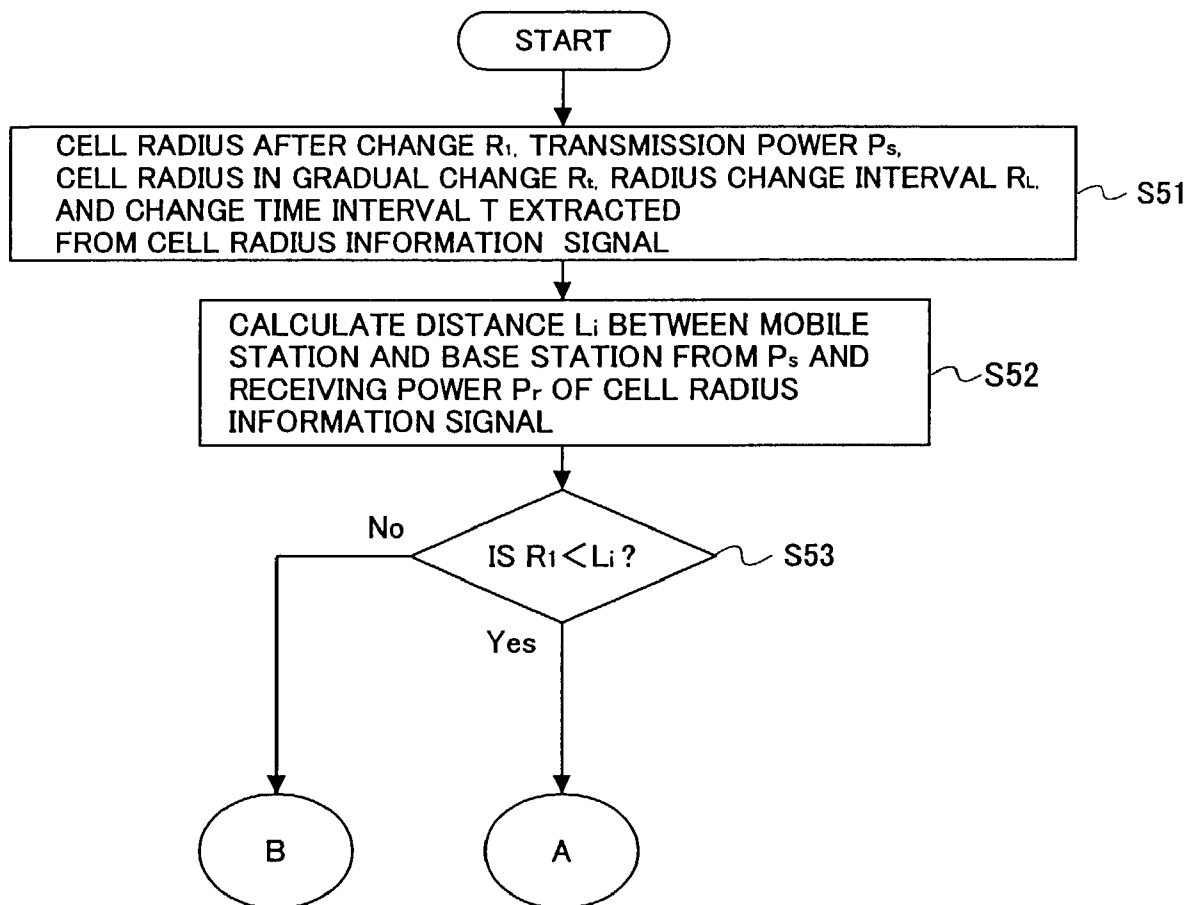 START
CELL RADIUS AFTER CHANGE R1, TRANSMISSION POWER Ps,
CELL RADIUS IN GRADUAL CHANGE Rt, RADIUS CHANGE INTERVAL RL,
AND CHANGE TIME INTERVAL T EXTRACTED
FROM CELL RADIUS INFORMATION SIGNAL
S51
CALCULATE DISTANCE Li BETWEEN MOBILE
STATION AND BASE STATION FROM Ps AND
RECEIVING POWER Pr OF CELL RADIUS
INFORMATION SIGNAL
S52
No
IS R1<Li?
S53
Yes
B
A